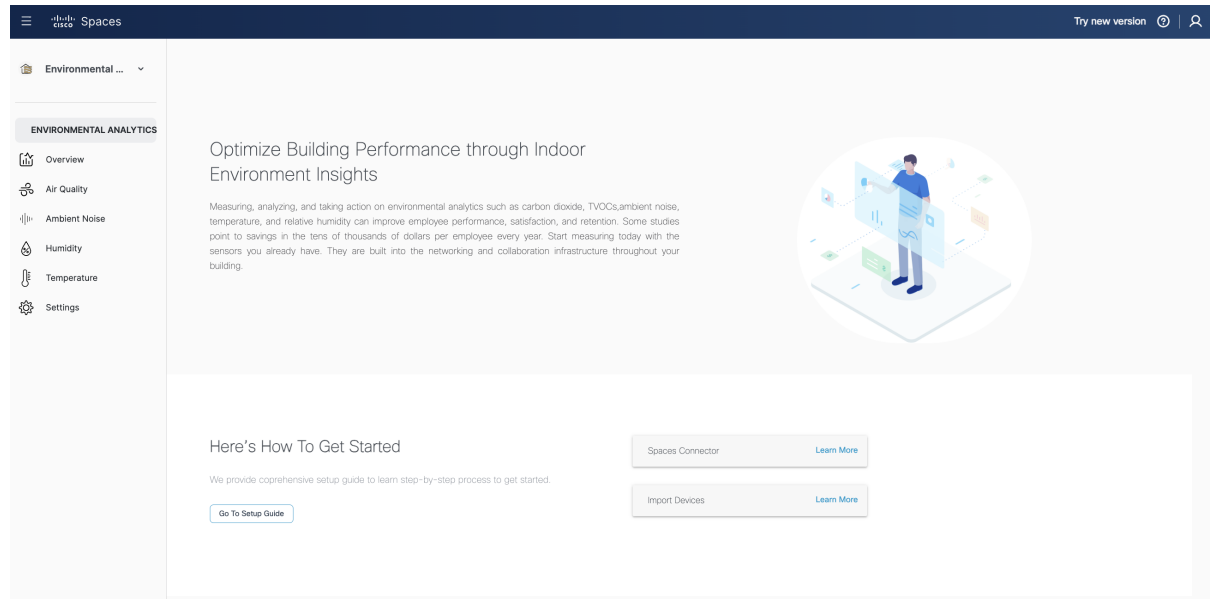 CISCO Spaces
Try new version
Environmental ...
ENVIRONMENTAL ANALYTICS
Overview
Air Quality
Ambient Noise
Humidity
Temperature
Settings
Optimize Building Performance through Indoor
Environment Insights
Measuring, analyzing, and taking action on environmental analytics such as carbon dioxide, TVOCs,ambient noise,
temperature, and relative humidity can improve employee performance, satisfaction, and retention. Some studies
point to savings in the tens of thousands of dollars per employee every year. Start measuring today with the
sensors you already have. They are built into the networking and collaboration infrastructure throughout your
building.
Here's How To Get Started
We provide coprehensive setup guide to learn step-by-step process to get started.
Go To Setup Guide
Spaces Connector Learn More
Import Devices Learn More